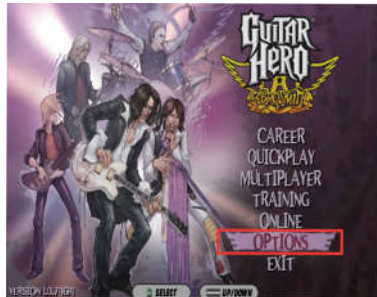 GUITAR
HERO
AEROSMITH
CAREER
QUICKPLAY
MULTIPLAYER
TRAINING
ONLINE
OPTIONS
EXIT
SELECT
UP/DOWN